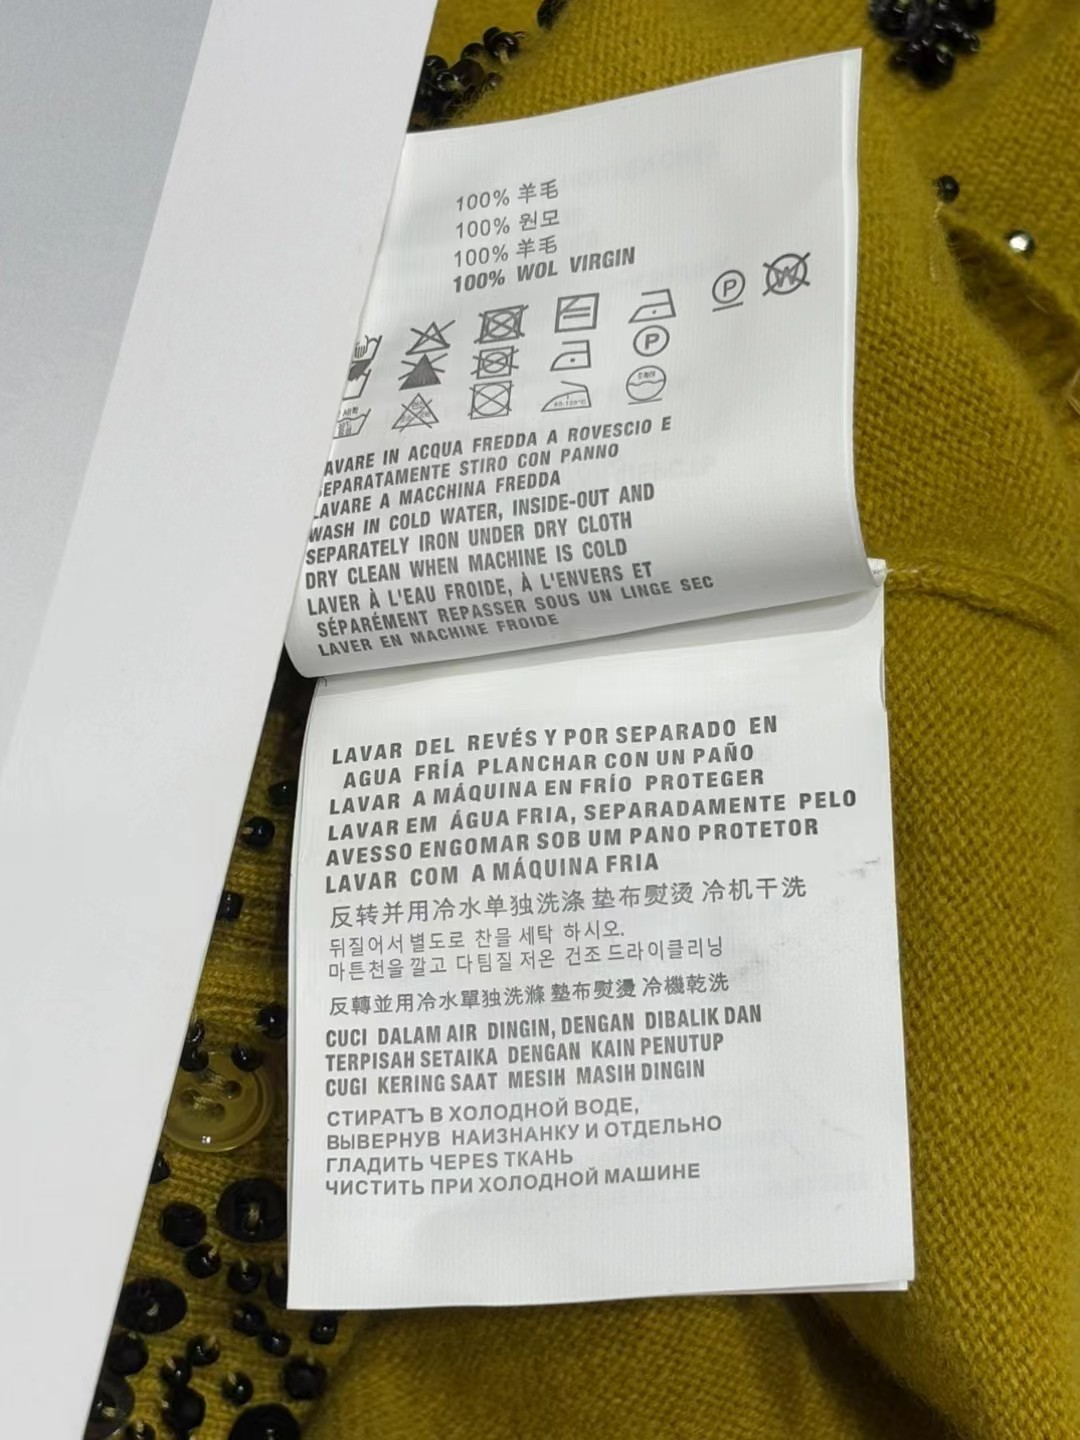 100% 羊毛
100% 원모
100% 羊毛
100% WOL VIRGIN
P W
P
AVARE IN ACQUA FREDDA A ROVESCIO E
SEPARATAMENTE STIRO CON PANNO
LAVARE A MACCHINA FREDDA
WASH IN COLD WATER, INSIDE-OUT AND
SEPARATELY IRON UNDER DRY CLOTH
DRY CLEAN WHEN MACHINE IS COLD
LAVER À L'EAU FROIDE, À L'ENVERS ET
SÉPARÉMENT REPASSER SOUS UN LINGE SEC
LAVER EN MACHINE FROIDE
LAVAR DEL REVÉS Y POR SEPARADO EN
AGUA FRÍA PLANCHAR CON UN PAÑO
LAVAR A MÁQUINA EN FRÍO PROTEGER
LAVAR EM ÁGUA FRIA, SEPARADAMENTE PELO
AVESSO ENGOMAR SOB UM PANO PROTETOR
LAVAR COM A MÁQUINA FRIA
反转并用冷水单独洗涤 垫布熨烫 冷机干洗
뒤질어서 별도로 찬믈 세탁 하시오.
마튼천을 깔고 다팀질 저온 건조 드라이클리닝
反轉並用冷水單独洗滌 墊布熨燙 冷機乾洗
CUCI DALAM AIR DINGIN, DENGAN DIBALIK DAN
TERPISAH SETAIKA DENGAN KAIN PENUTUP
CUGI KERING SAAT MESIH MASIH DINGIN
СТИРАТЪ В ХОЛОДНОЙ ВОДЕ,
ВЫВЕРНУВ НАИЗНАНКУ И ОТДЕЛЬНО
ГЛАДИТЬ ЧЕРЕS ТКАНЬ
ЧИСТИТЬ ПРИ ХОЛОДНОЙ МАШИНЕ